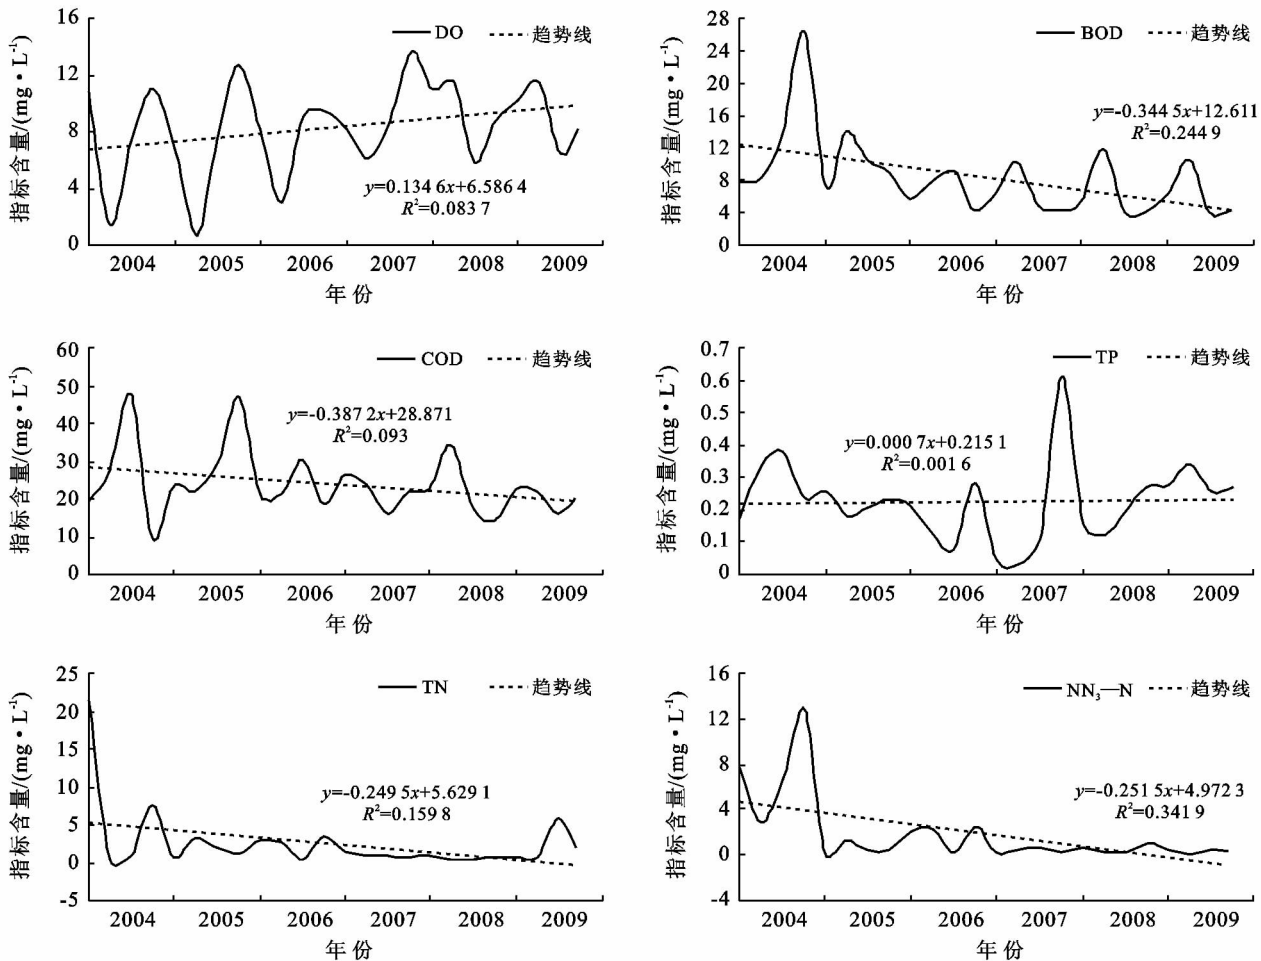 DO 趋势线
指标含量/(mg·L⁻¹)
16
12
8
4
0
y=0.134 6x+6.586 4
R²=0.083 7
2004 2005 2006 2007 2008 2009
年份
BOD 趋势线
指标含量/(mg·L⁻¹)
28
24
20
16
12
8
4
0
y=-0.344 5x+12.611
R²=0.244 9
2004 2005 2006 2007 2008 2009
年份
COD 趋势线
指标含量/(mg·L⁻¹)
60
50
40
30
20
10
0
y=-0.387 2x+28.871
R²=0.093
2004 2005 2006 2007 2008 2009
年份
TP 趋势线
指标含量/(mg·L⁻¹)
0.7
0.6
0.5
0.4
0.3
0.2
0.1
0
y=0.000 7x+0.215 1
R²=0.001 6
2004 2005 2006 2007 2008 2009
年份
TN 趋势线
指标含量/(mg·L⁻¹)
25
20
15
10
5
0
-5
y=-0.249 5x+5.629 1
R²=0.159 8
2004 2005 2006 2007 2008 2009
年份
NN₃—N 趋势线
指标含量/(mg·L⁻¹)
16
12
8
4
0
-4
y=-0.251 5x+4.972 3
R²=0.341 9
2004 2005 2006 2007 2008 2009
年份